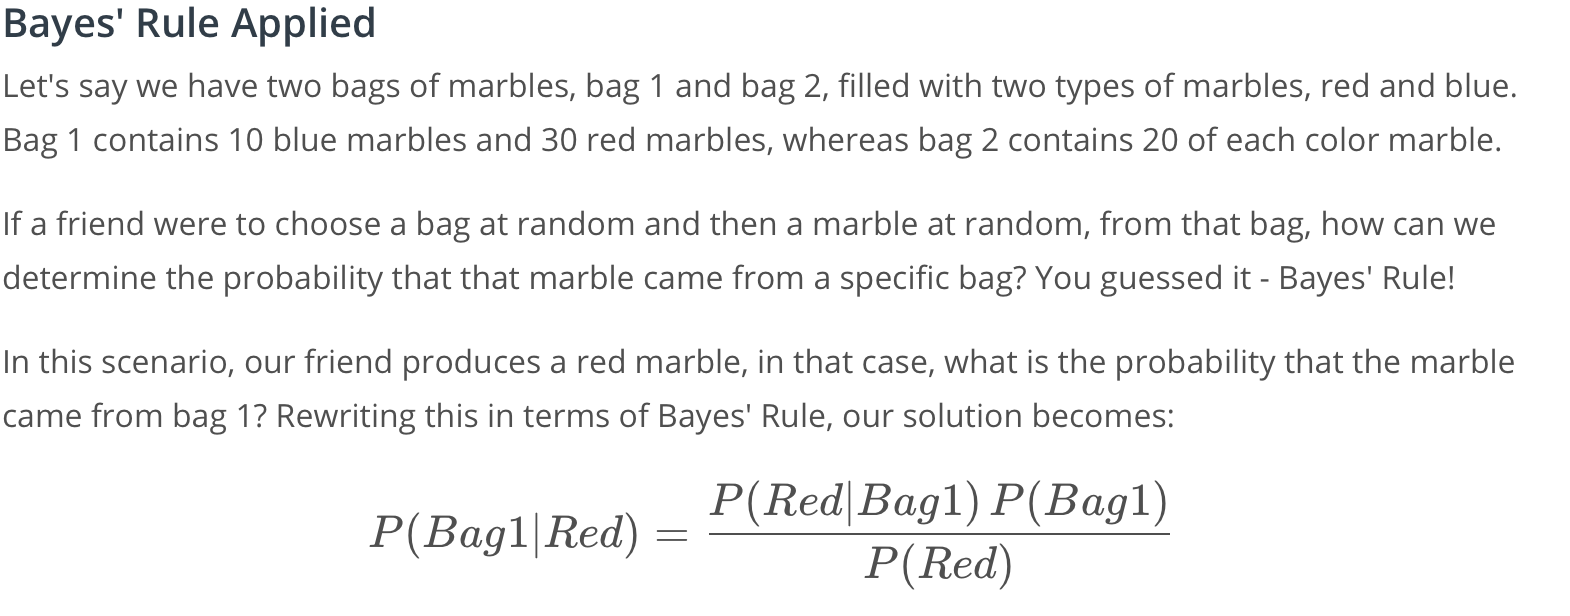 Bayes' Rule Applied
Let's say we have two bags of marbles, bag 1 and bag 2, filled with two types of marbles, red and blue.
Bag 1 contains 10 blue marbles and 30 red marbles, whereas bag 2 contains 20 of each color marble.
If a friend were to choose a bag at random and then a marble at random, from that bag, how can we
determine the probability that that marble came from a specific bag? You guessed it - Bayes' Rule!
In this scenario, our friend produces a red marble, in that case, what is the probability that the marble
came from bag 1? Rewriting this in terms of Bayes' Rule, our solution becomes:
P(Bag1|Red) = \frac{P(Red|Bag1) P(Bag1)}{P(Red)}